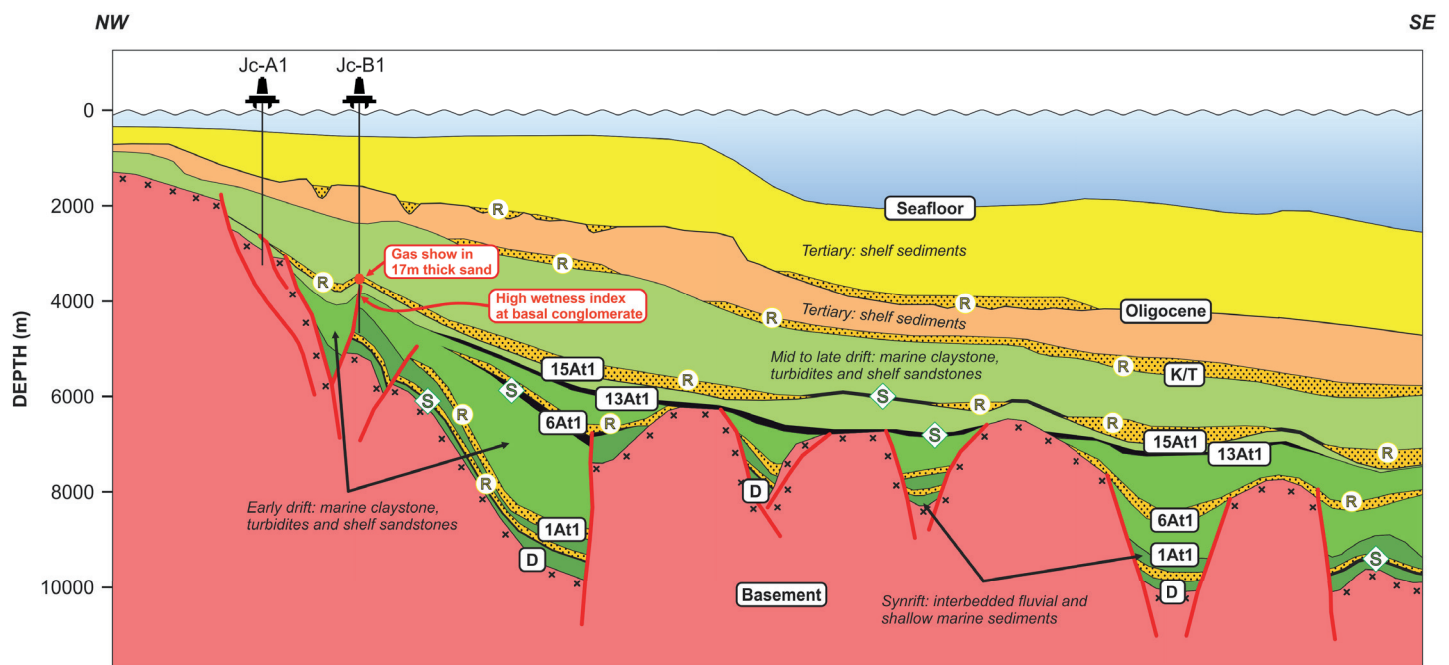 NW
SE
Jc-A1
Jc-B1
0
2000
4000
6000
8000
10000
DEPTH (m)
Seafloor
R
Tertiary: shelf sediments
Gas show in
17m thick sand
R
R
High wetness index
at basal conglomerate
R
Oligocene
Tertiary: shelf sediments
R
Mid to late drift: marine claystone,
turbidites and shelf sandstones
R
K/T
15At1
R
13At1
S
S
S
R
R
6At1
R
R
S
15At1
13At1
R
R
D
R
Early drift: marine claystone,
turbidites and shelf sandstones
6At1
1At1
1At1
D
S
D
Basement
Synrift: interbedded fluvial and
shallow marine sediments